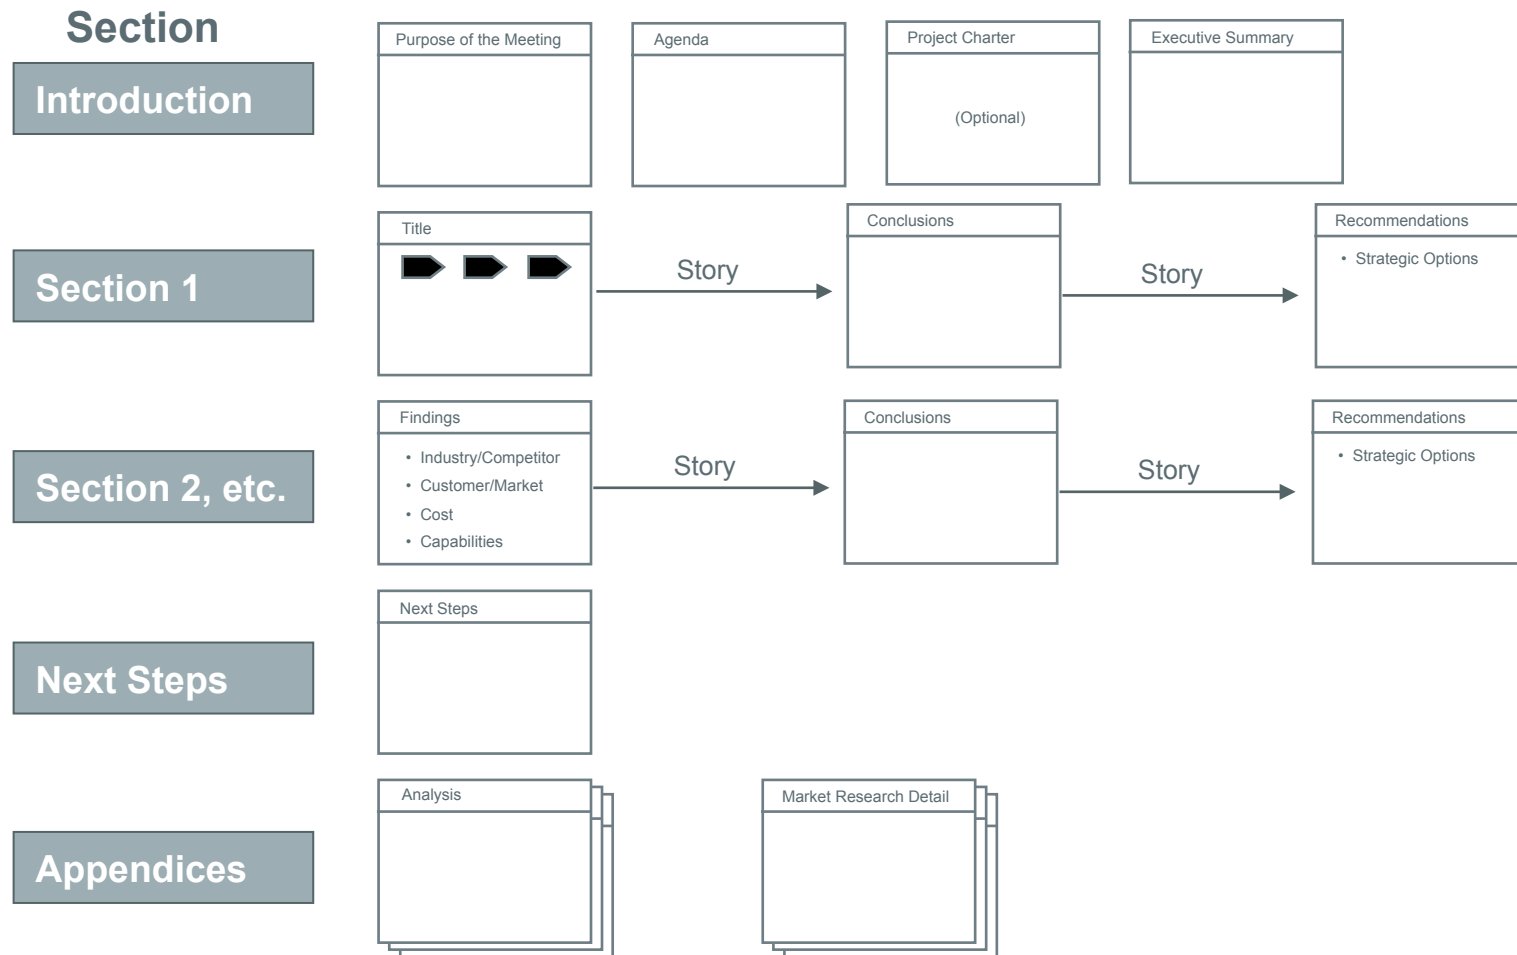 Section
Introduction
Purpose of the Meeting
Agenda
Project Charter
(Optional)
Executive Summary
Section 1
Title
Story
Conclusions
Story
Recommendations
• Strategic Options
Section 2, etc.
Findings
• Industry/Competitor
• Customer/Market
• Cost
• Capabilities
Story
Conclusions
Story
Recommendations
• Strategic Options
Next Steps
Next Steps
Appendices
Analysis
Market Research Detail